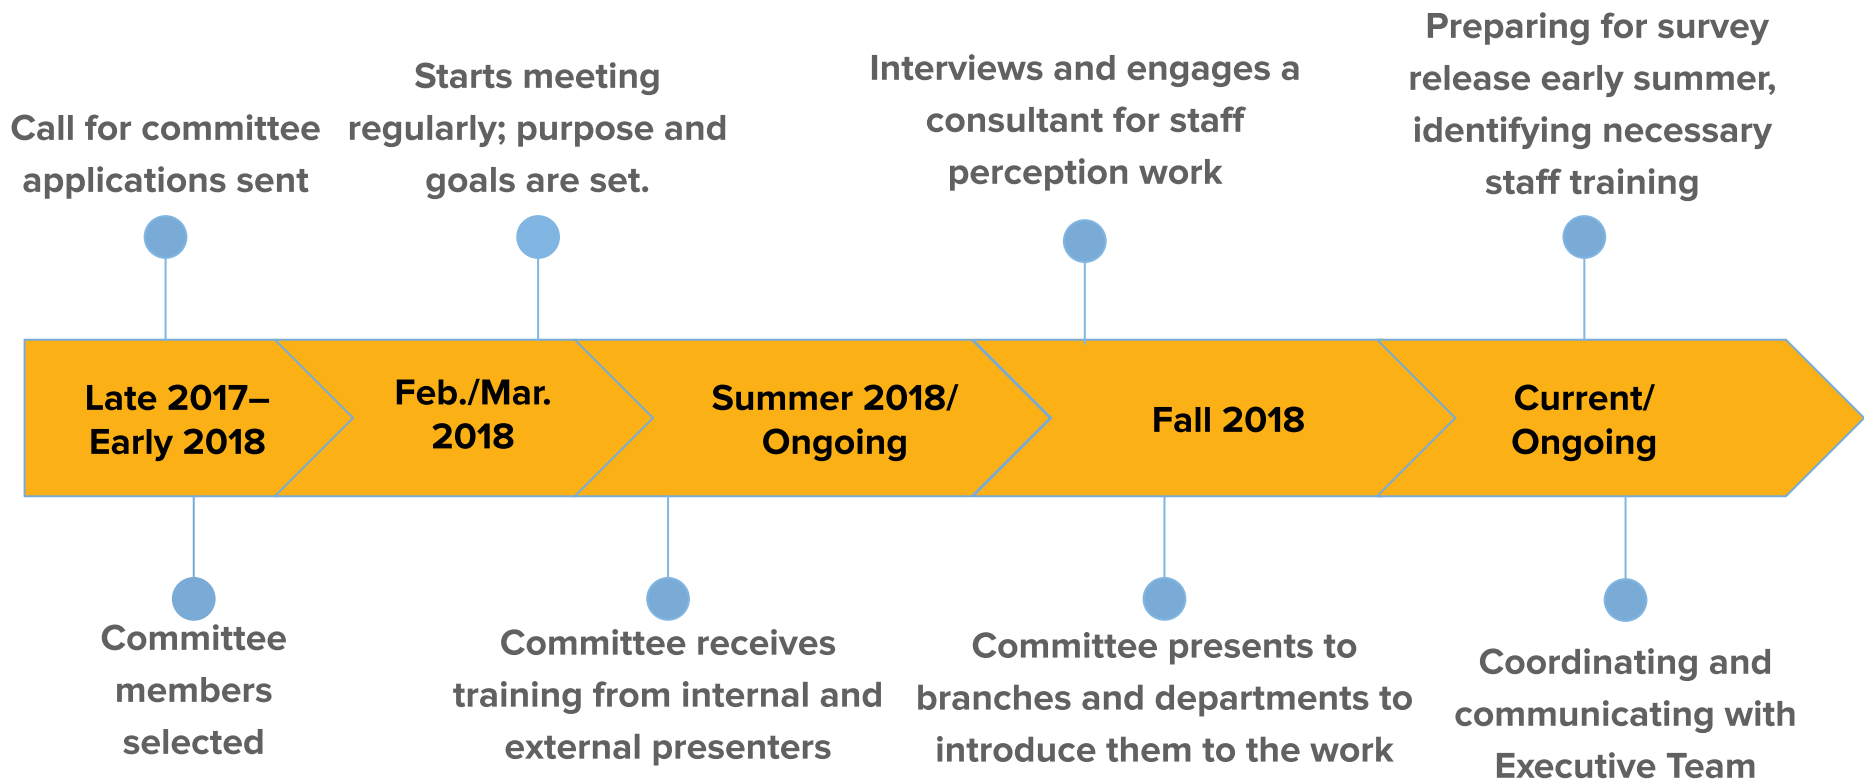 Call for committee
applications sent
Starts meeting
regularly; purpose and
goals are set.
Interviews and engages a
consultant for staff
perception work
Preparing for survey
release early summer,
identifying necessary
staff training
Late 2017–
Early 2018
Feb./Mar.
2018
Summer 2018/
Ongoing
Fall 2018
Current/
Ongoing
Committee
members
selected
Committee receives
training from internal and
external presenters
Committee presents to
branches and departments to
introduce them to the work
Coordinating and
communicating with
Executive Team